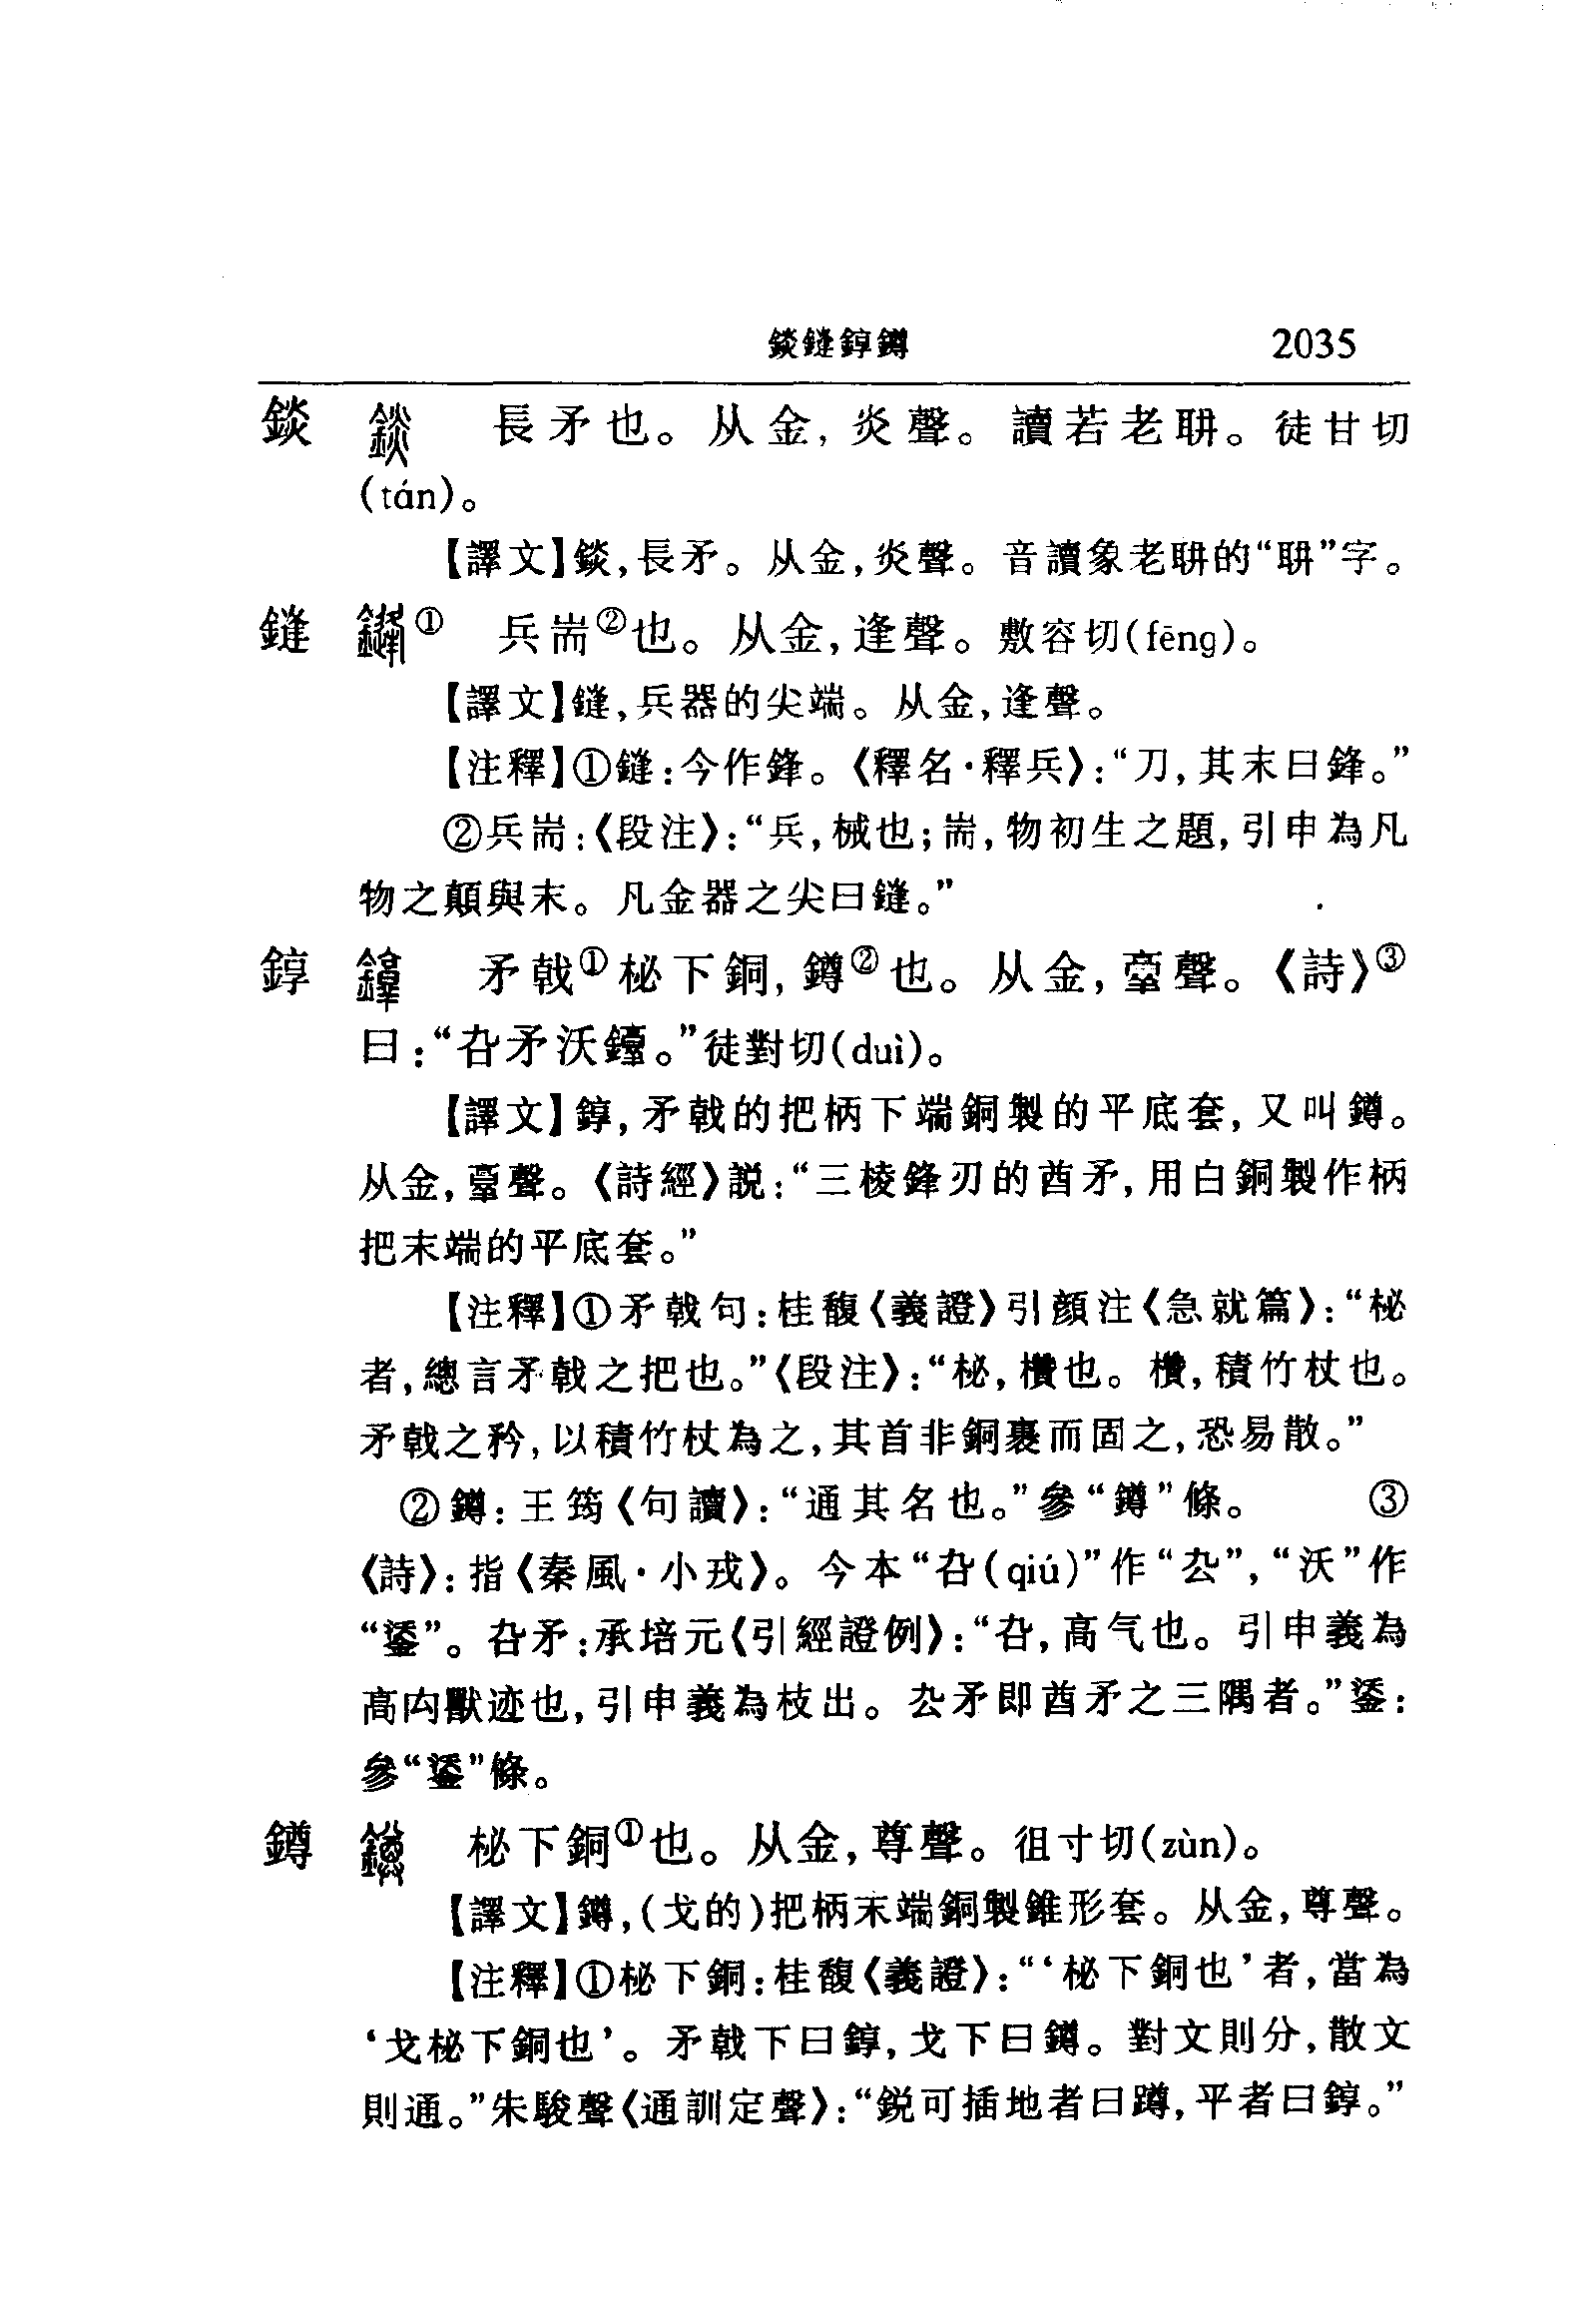 錟鏠錞鐏 2035
錟 錟 長矛也。从金，炎聲。讀若老聃。徒甘切
(tán)。
【譯文】錟，長矛。从金，炎聲。音讀象老聃的“聃”字。
鏠 鏠① 兵耑②也。从金，逢聲。敷容切(fēng)。
【譯文】鏠，兵器的尖端。从金，逢聲。
【注釋】①鏠：今作鋒。《釋名·釋兵》：“刀，其末曰鋒。”
②兵耑：《段注》：“兵，械也；耑，物初生之題，引申為凡
物之顛與末。凡金器之尖曰鏠。”
錞 錞 矛戟①柲下銅，鐏②也。从金，𦎫聲。《詩》③
曰：“厹矛沃鐓。”徒對切(duì)。
【譯文】錞，矛戟的把柄下端銅製的平底套，又叫鐏。
从金，𦎫聲。《詩經》説：“三棱鋒刃的酋矛，用白銅製作柄
把末端的平底套。”
【注釋】①矛戟句：桂馥《義證》引顔注《急就篇》：“柲
者，總言矛戟之把也。”《段注》：“柲，欑也。欑，積竹杖也。
矛戟之矜，以積竹杖為之，其首非銅裹而固之，恐易散。”
②鐏：王筠《句讀》：“通其名也。”參“鐏”條。 ③
《詩》：指《秦風·小戎》。今本“叴(qiú)”作“厹”，“沃”作
“鋈”。叴矛：承培元《引經證例》：“叴，高气也。引申義為
高禸獸迹也，引申義為枝出。厹矛即酋矛之三隅者。”鋈：
參“鋈”條。
鐏 鐏 柲下銅①也。从金，尊聲。徂寸切(zùn)。
【譯文】鐏，(戈的)把柄末端銅製錐形套。从金，尊聲。
【注釋】①柲下銅：桂馥《義證》：“‘柲下銅也’者，當為
‘戈柲下銅也’。矛戟下曰錞，戈下曰鐏。對文則分，散文
則通。”朱駿聲《通訓定聲》：“鋭可插地者曰蹲，平者曰錞。”